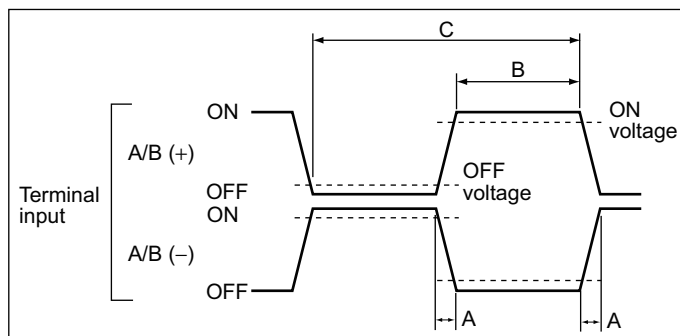 C
B
ON
ON
voltage
A/B (+)
OFF
OFF
voltage
Terminal
input
ON
A/B (−)
OFF
A
A